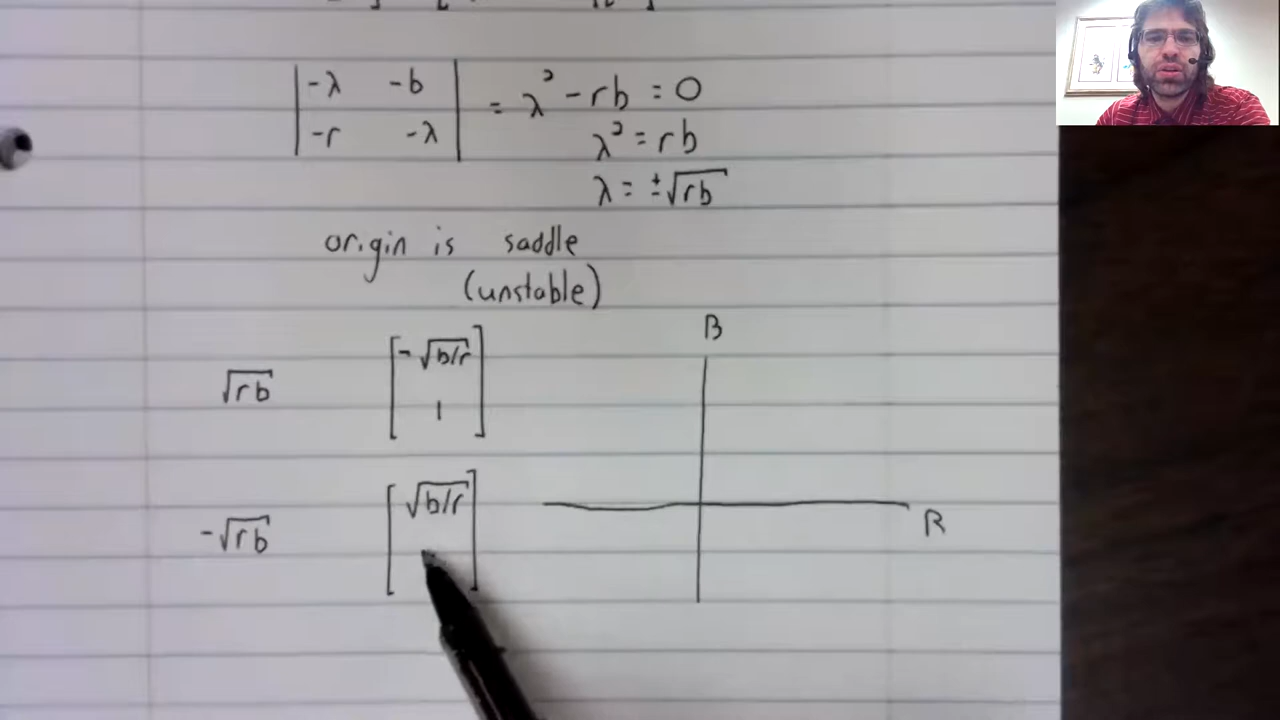 |-λ -b| = λ² - rb = 0
|-r -λ| λ² = rb
λ = ±√rb
origin is saddle
(unstable)
B
√rb [-√b/r
1]
-√rb [√b/r
]
R